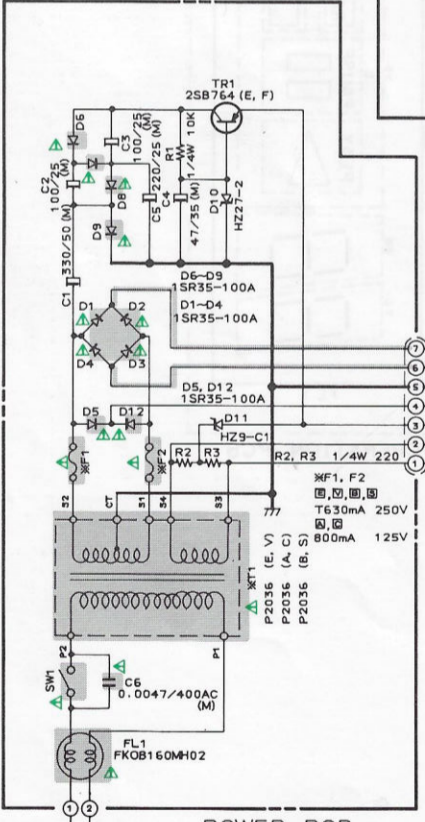 TR1
2SB764 (E, F)
D6
C2
100/25
(M)
C3
100/25
(M)
R1
1/4W 10K
D8
C5 220/25 (M)
C4
47/35 (M)
D10
HZ27-2
D9
C1 330/50 (M)
D6~D9
1SR35-100A
D1~D4
1SR35-100A
D1
D2
D4
D3
D5, D12
1SR35-100A
D5
D12
D11
HZ9-C1
※F1
※F2
R2
R3
R2, R3 1/4W 220
7
6
5
4
3
2
1
※F1, F2
E, V, B, S
T630mA 250V
A, C
800mA 125V
S2
CT
S1
S4
S3
※T1
P2036 (E, V)
P2036 (A, C)
P2036 (B, S)
P2
P1
SW1
C6
0.0047/400AC
(M)
FL1
FKOB160MH02
1
2